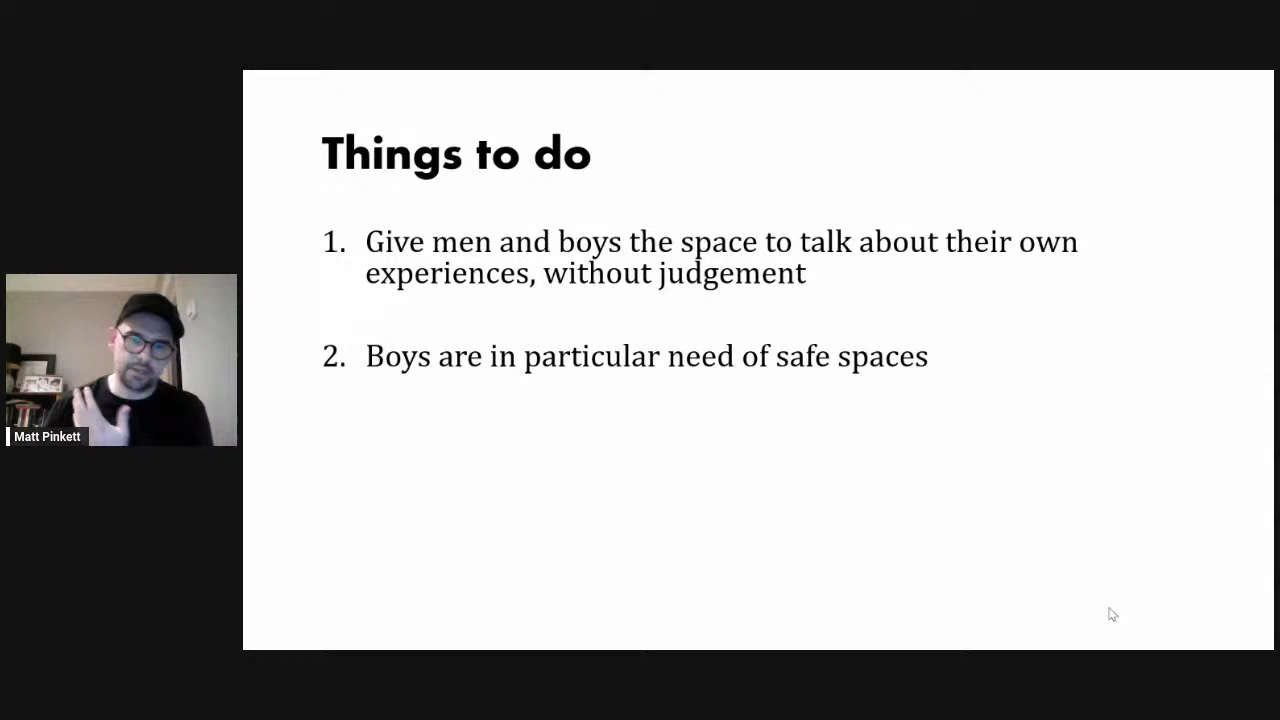 Things to do
1. Give men and boys the space to talk about their own
experiences, without judgement
2. Boys are in particular need of safe spaces
Matt Pinkett